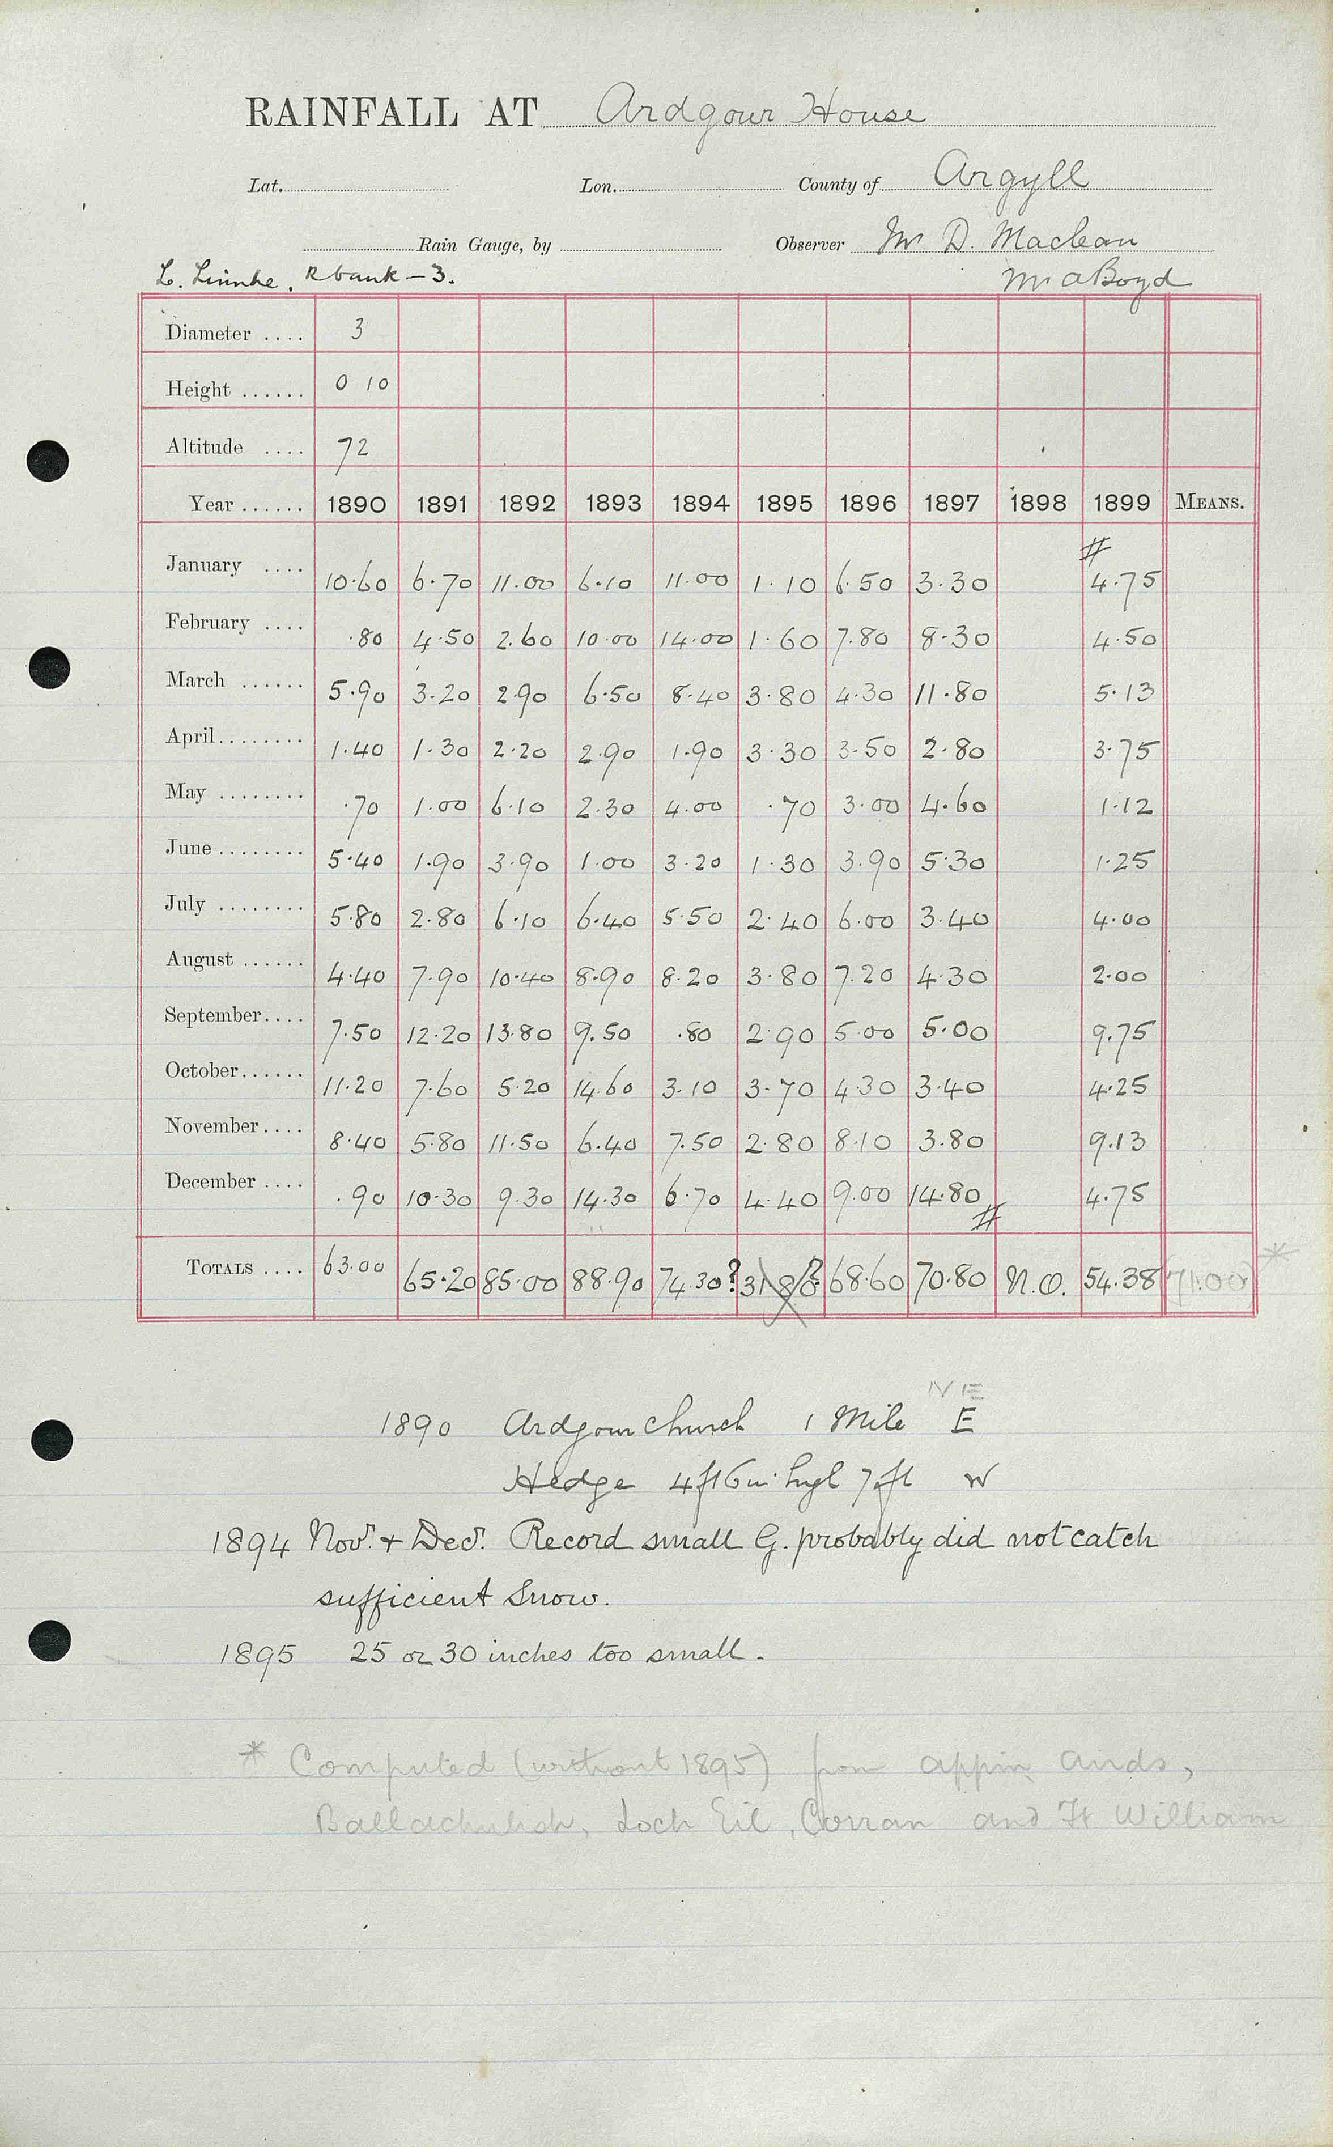 RAINFALL AT Ardgour House
Lat. Lon. County of Argyll
Rain Gauge, by Observer Mr D. Maclean
L. Linnhe, R bank - 3. Mr A Boyd
Diameter .... 3
Height ...... 0 10
Altitude .... 72
Year ...... 1890 1891 1892 1893 1894 1895 1896 1897 1898 1899 MEANS.
#
January .... 10.60 6.70 11.00 6.10 11.00 1.10 6.50 3.30 4.75
February .... .80 4.50 2.60 10.00 14.00 1.60 7.80 8.30 4.50
March ...... 5.90 3.20 2.90 6.50 8.40 3.80 4.30 11.80 5.13
April ........ 1.40 1.30 2.20 2.90 1.90 3.30 3.50 2.80 3.75
May ........ .70 1.00 6.10 2.30 4.00 .70 3.00 4.60 1.12
June ........ 5.40 1.90 3.90 1.00 3.20 1.30 3.90 5.30 1.25
July ........ 5.80 2.80 6.10 6.40 5.50 2.40 6.00 3.40 4.00
August ...... 4.40 7.90 10.40 8.90 8.20 3.80 7.20 4.30 2.00
September.... 7.50 12.20 13.80 9.50 .80 2.90 5.00 5.00 9.75
October...... 11.20 7.60 5.20 14.60 3.10 3.70 4.30 3.40 4.25
November.... 8.40 5.80 11.50 6.40 7.50 2.80 8.10 3.80 9.13
December .... .90 10.30 9.30 14.30 6.70 4.40 9.00 14.80 4.75
#
TOTALS .... 63.00 65.20 85.00 88.90 74.30? 31.80? 68.60 70.80 N.O. 54.38 71.00 *
NE
1890 Ardgour Church 1 Mile E
Hedge 4ft 6in high 7ft W
1894 Novr. & Decr. Record small G. probably did not catch
sufficient Snow.
1895 25 or 30 inches too small.
* Computed (without 1895) from Appin Airds,
Ballachulish, Loch Eil, Corran and Ft William